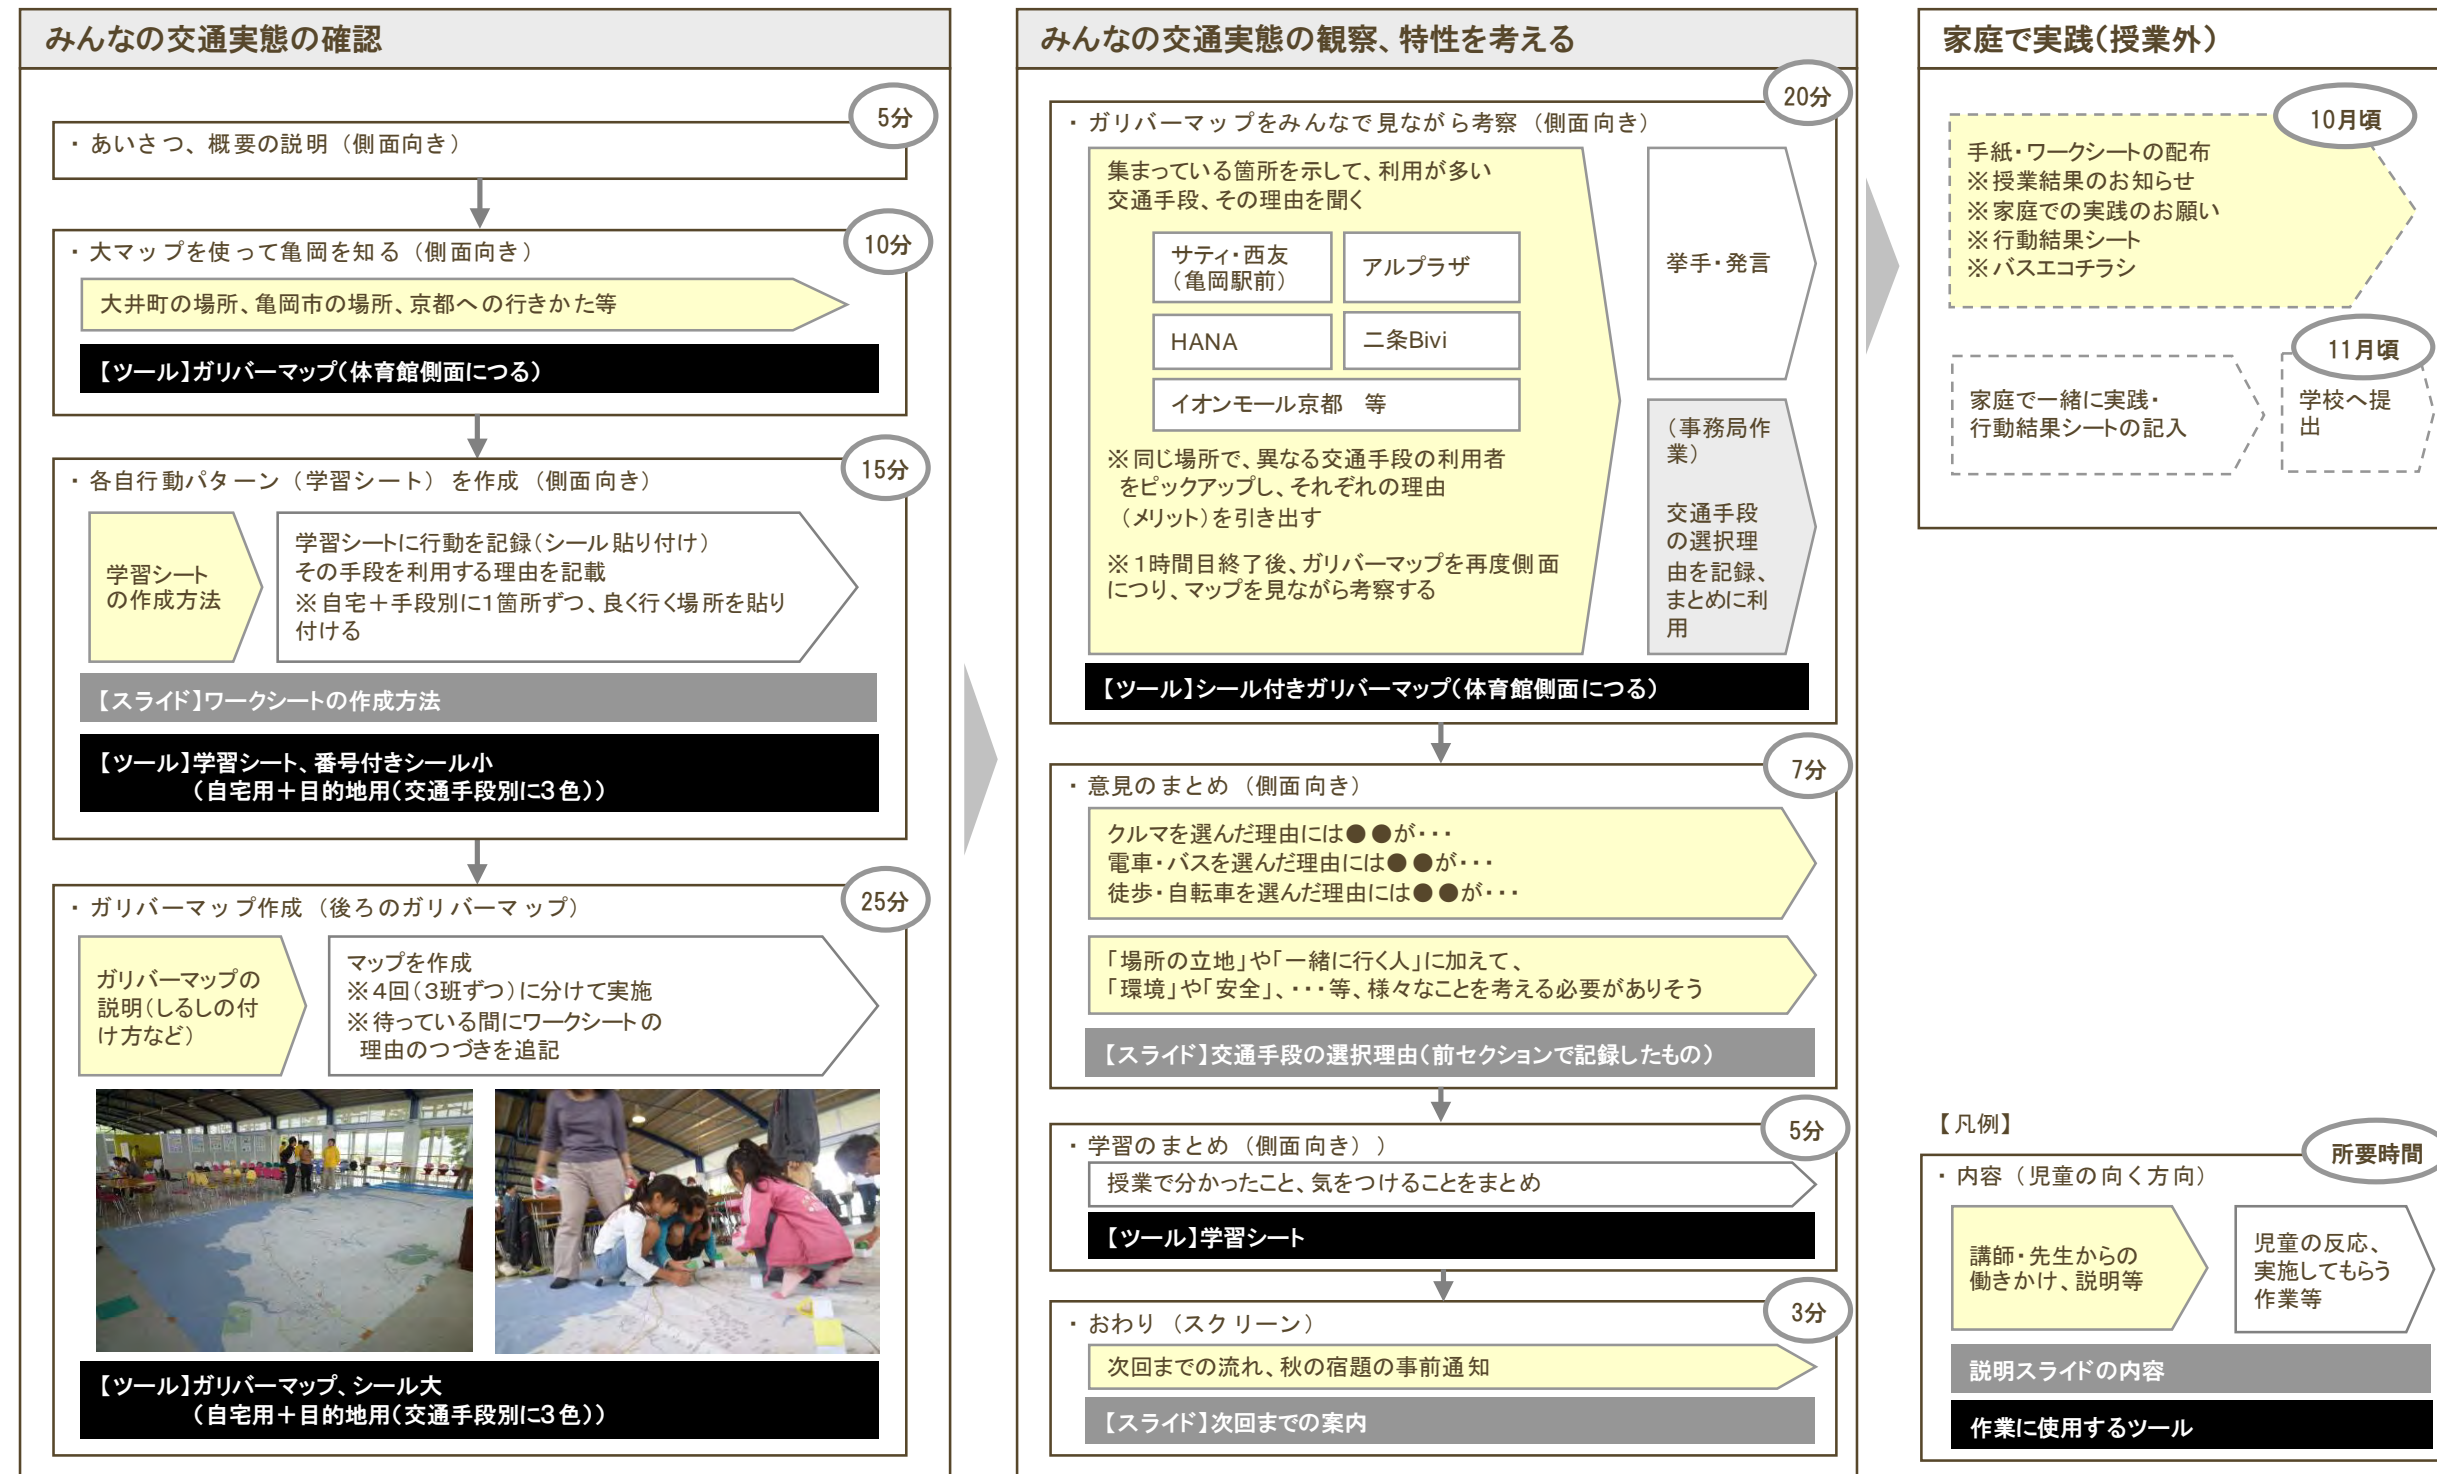 みんなの交通実態の確認
5分
・あいさつ、概要の説明（側面向き）
10分
・大マップを使って亀岡を知る（側面向き）
大井町の場所、亀岡市の場所、京都への行きかた等
【ツール】ガリバーマップ（体育館側面につる）
15分
・各自行動パターン（学習シート）を作成（側面向き）
学習シート
の作成方法
学習シートに行動を記録（シール貼り付け）
その手段を利用する理由を記載
※自宅＋手段別に1箇所ずつ、良く行く場所を貼り
付ける
【スライド】ワークシートの作成方法
【ツール】学習シート、番号付きシール小
（自宅用＋目的地用（交通手段別に3色））
25分
・ガリバーマップ作成（後ろのガリバーマップ）
ガリバーマップの
説明（しるしの付
け方など）
マップを作成
※4回（3班ずつ）に分けて実施
※待っている間にワークシートの
理由のつづきを追記
【ツール】ガリバーマップ、シール大
（自宅用＋目的地用（交通手段別に3色））
みんなの交通実態の観察、特性を考える
20分
・ガリバーマップをみんなで見ながら考察（側面向き）
集まっている箇所を示して、利用が多い
交通手段、その理由を聞く
サティ・西友
（亀岡駅前）
アルプラザ
HANA
二条Bivi
イオンモール京都　等
※同じ場所で、異なる交通手段の利用者
をピックアップし、それぞれの理由
（メリット）を引き出す
※1時間目終了後、ガリバーマップを再度側面
につり、マップを見ながら考察する
挙手・発言
（事務局作
業）
交通手段
の選択理
由を記録、
まとめに利
用
【ツール】シール付きガリバーマップ（体育館側面につる）
7分
・意見のまとめ（側面向き）
クルマを選んだ理由には●●が・・・
電車・バスを選んだ理由には●●が・・・
徒歩・自転車を選んだ理由には●●が・・・
「場所の立地」や「一緒に行く人」に加えて、
「環境」や「安全」、・・・等、様々なことを考える必要がありそう
【スライド】交通手段の選択理由（前セクションで記録したもの）
5分
・学習のまとめ（側面向き））
授業で分かったこと、気をつけることをまとめ
【ツール】学習シート
3分
・おわり（スクリーン）
次回までの流れ、秋の宿題の事前通知
【スライド】次回までの案内
家庭で実践（授業外）
10月頃
手紙・ワークシートの配布
※授業結果のお知らせ
※家庭での実践のお願い
※行動結果シート
※バスエコチラシ
11月頃
家庭で一緒に実践・
行動結果シートの記入
学校へ提
出
【凡例】
所要時間
・内容（児童の向く方向）
講師・先生からの
働きかけ、説明等
児童の反応、
実施してもらう
作業等
説明スライドの内容
作業に使用するツール